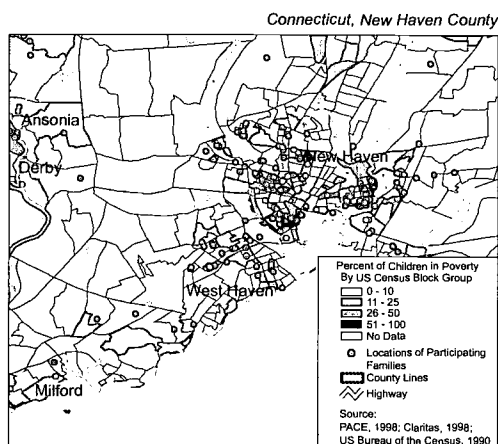 Connecticut, New Haven County
Ansonia
Derby
New Haven
West Haven
Milford
Percent of Children in Poverty
By US Census Block Group
0 - 10
11 - 25
26 - 50
51 - 100
No Data
Locations of Participating
Families
County Lines
Highway
Source:
PACE, 1998; Claritas, 1998;
US Bureau of the Census, 1990